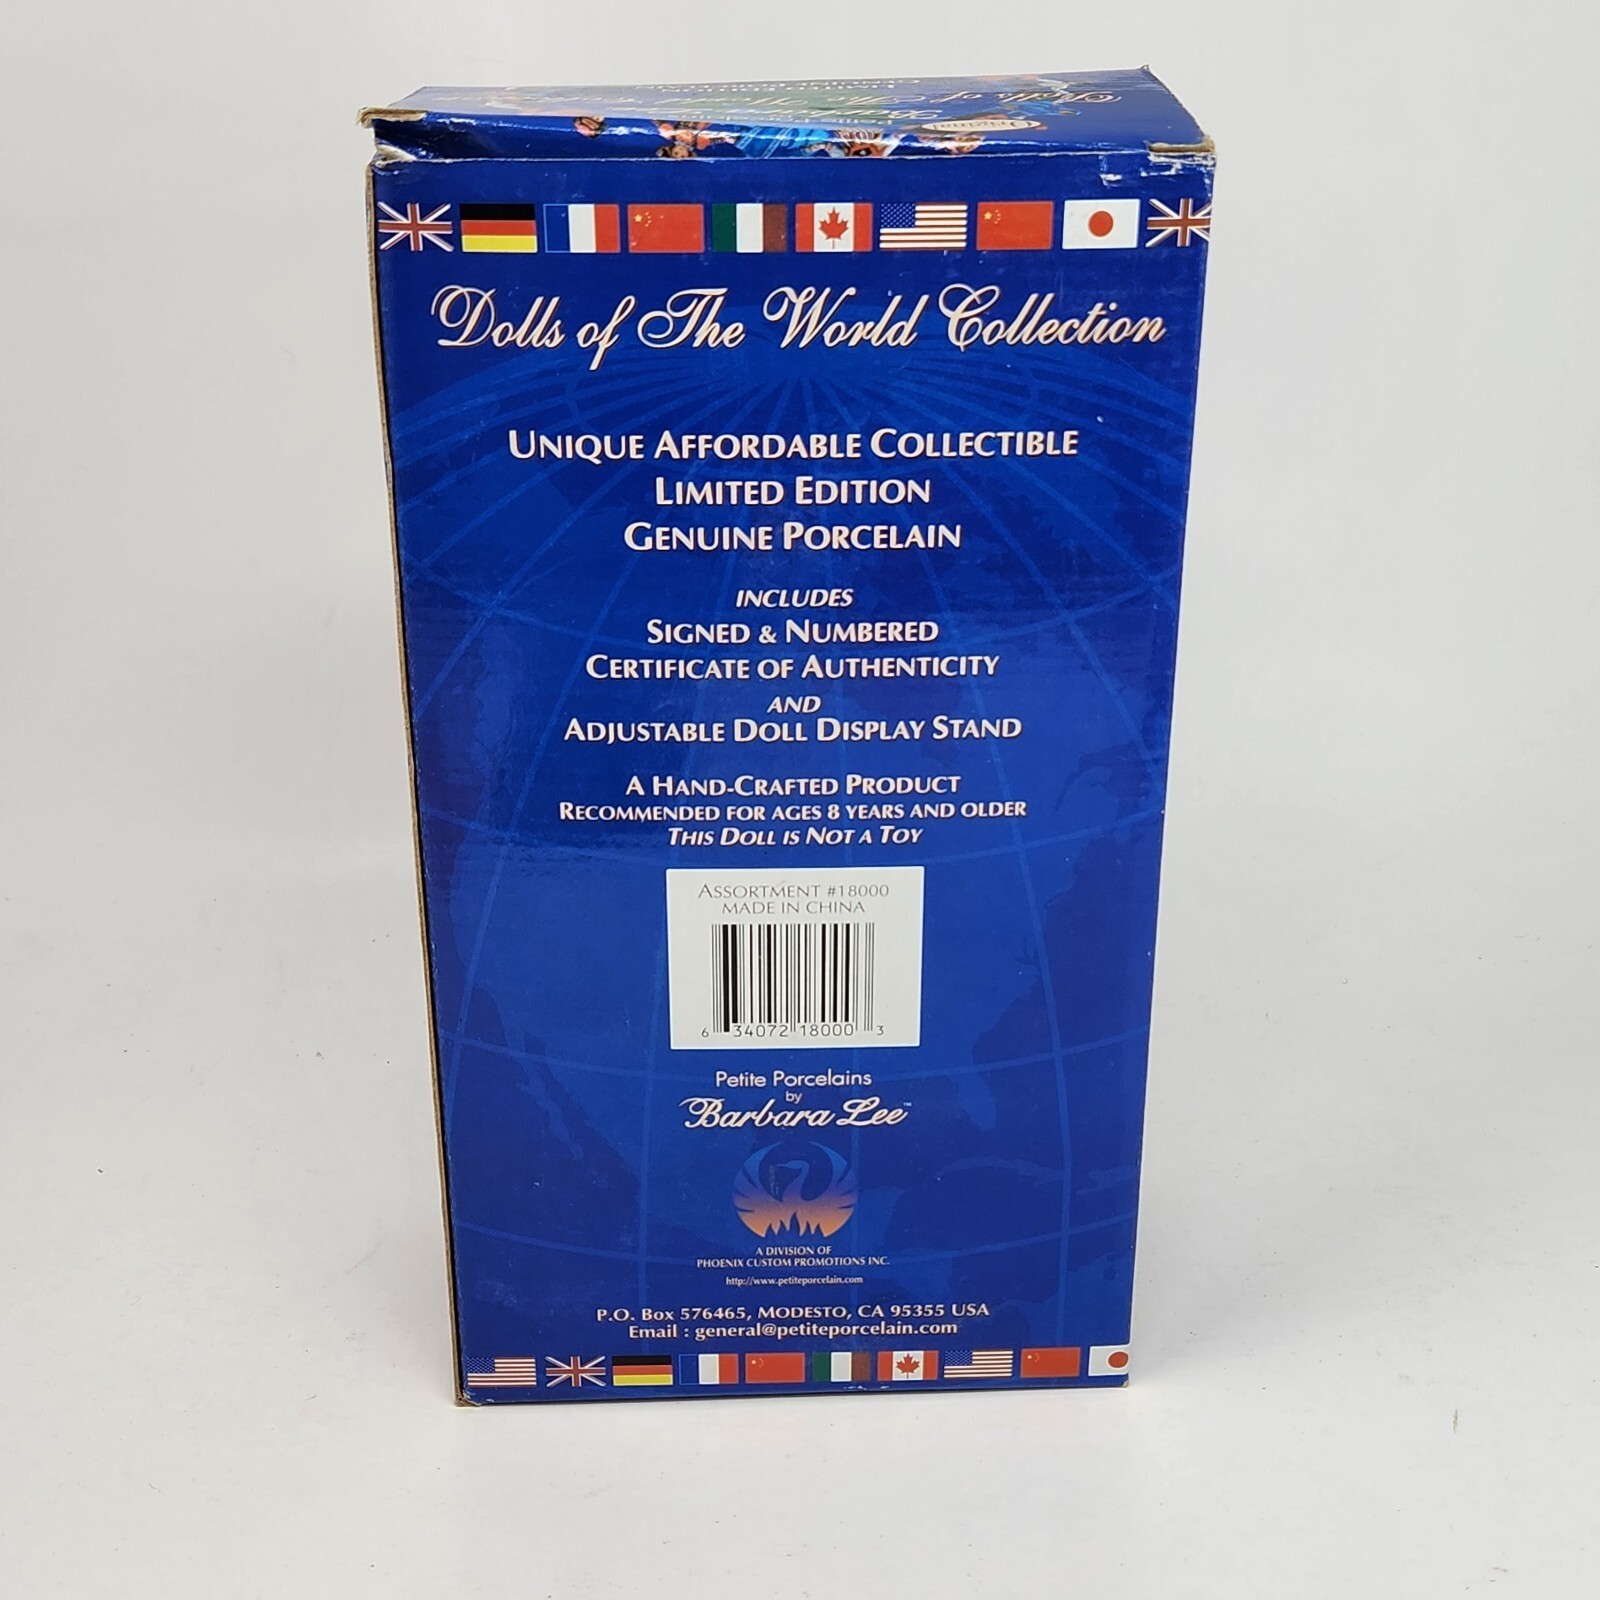 Original
Dolls of The World Collection
UNIQUE AFFORDABLE COLLECTIBLE
LIMITED EDITION
GENUINE PORCELAIN
INCLUDES
SIGNED & NUMBERED
CERTIFICATE OF AUTHENTICITY
AND
ADJUSTABLE DOLL DISPLAY STAND
A HAND-CRAFTED PRODUCT
RECOMMENDED FOR AGES 8 YEARS AND OLDER
THIS DOLL IS NOT A TOY
ASSORTMENT #18000
MADE IN CHINA
6 34072 18000 3
Petite Porcelains
by
Barbara Lee™
A DIVISION OF
PHOENIX CUSTOM PROMOTIONS INC.
http://www.petiteporcelain.com
P.O. Box 576465, MODESTO, CA 95355 USA
Email : general@petiteporcelain.com